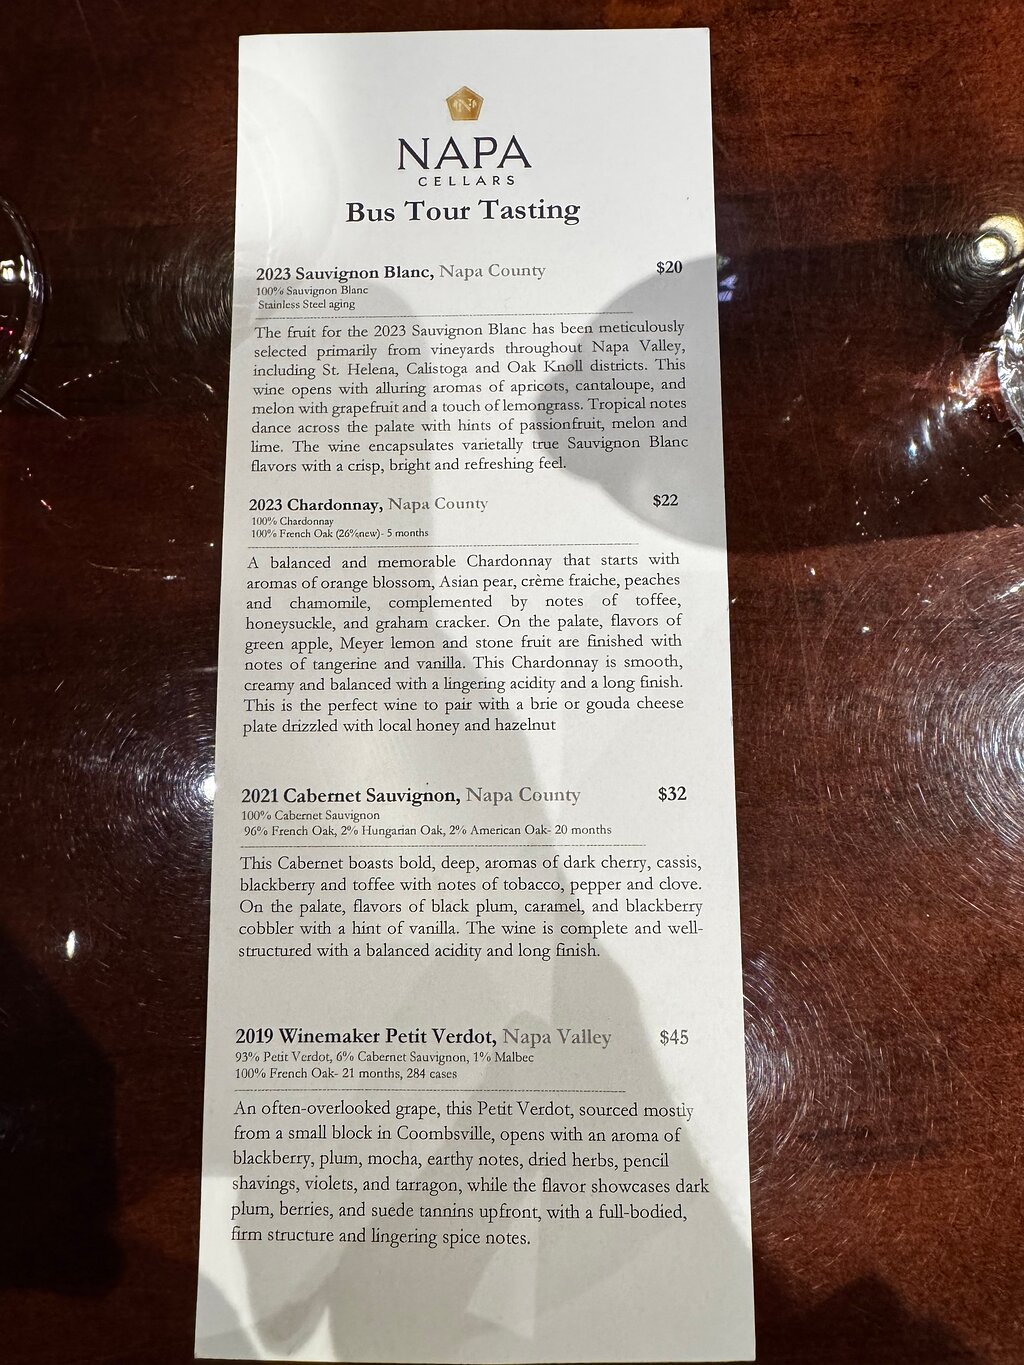 N
NAPA
CELLARS
Bus Tour Tasting
2023 Sauvignon Blanc, Napa County $20
100% Sauvignon Blanc
Stainless Steel aging
The fruit for the 2023 Sauvignon Blanc has been meticulously
selected primarily from vineyards throughout Napa Valley,
including St. Helena, Calistoga and Oak Knoll districts. This
wine opens with alluring aromas of apricots, cantaloupe, and
melon with grapefruit and a touch of lemongrass. Tropical notes
dance across the palate with hints of passionfruit, melon and
lime. The wine encapsulates varietally true Sauvignon Blanc
flavors with a crisp, bright and refreshing feel.
2023 Chardonnay, Napa County $22
100% Chardonnay
100% French Oak (26%new)- 5 months
A balanced and memorable Chardonnay that starts with
aromas of orange blossom, Asian pear, crème fraiche, peaches
and chamomile, complemented by notes of toffee,
honeysuckle, and graham cracker. On the palate, flavors of
green apple, Meyer lemon and stone fruit are finished with
notes of tangerine and vanilla. This Chardonnay is smooth,
creamy and balanced with a lingering acidity and a long finish.
This is the perfect wine to pair with a brie or gouda cheese
plate drizzled with local honey and hazelnut
2021 Cabernet Sauvignon, Napa County $32
100% Cabernet Sauvignon
96% French Oak, 2% Hungarian Oak, 2% American Oak- 20 months
This Cabernet boasts bold, deep, aromas of dark cherry, cassis,
blackberry and toffee with notes of tobacco, pepper and clove.
On the palate, flavors of black plum, caramel, and blackberry
cobbler with a hint of vanilla. The wine is complete and well-
structured with a balanced acidity and long finish.
2019 Winemaker Petit Verdot, Napa Valley $45
93% Petit Verdot, 6% Cabernet Sauvignon, 1% Malbec
100% French Oak- 21 months, 284 cases
An often-overlooked grape, this Petit Verdot, sourced mostly
from a small block in Coombsville, opens with an aroma of
blackberry, plum, mocha, earthy notes, dried herbs, pencil
shavings, violets, and tarragon, while the flavor showcases dark
plum, berries, and suede tannins upfront, with a full-bodied,
firm structure and lingering spice notes.